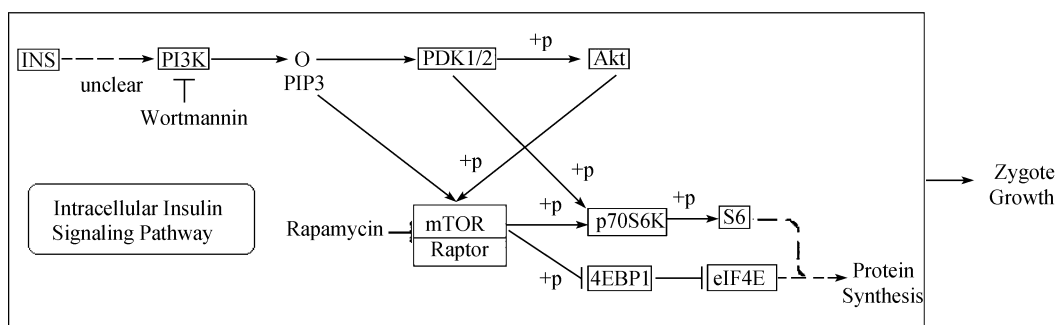 +p
+p
INS
PI3K
O
PDK1/2
Akt
unclear
PIP3
Wortmannin
+p
+p
Zygote
Growth
Intracellular Insulin
Signaling Pathway
+p
+p
Rapamycin
mTOR
p70S6K
S6
Raptor
+p
4EBP1
eIF4E
Protein
Synthesis